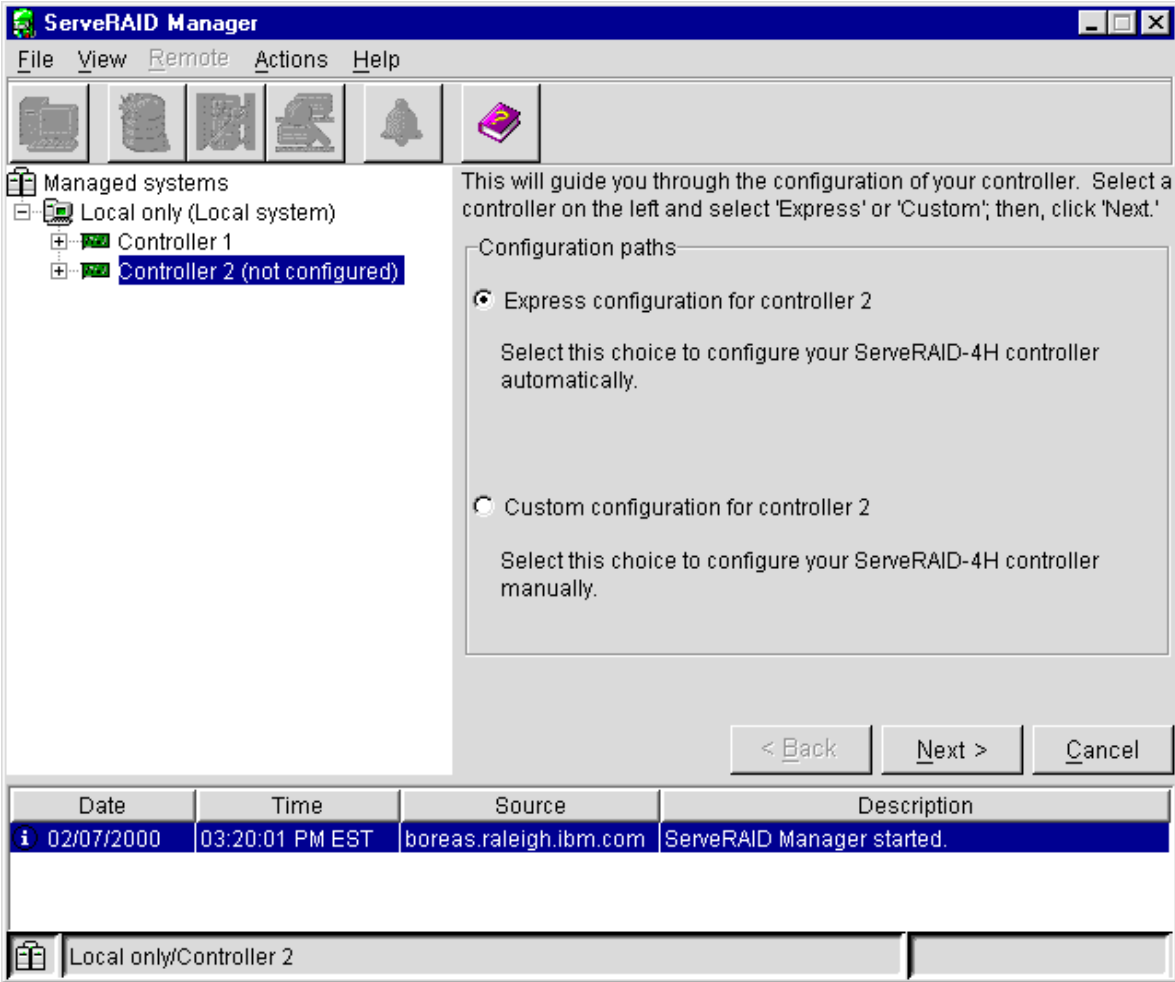 ServeRAID Manager
File View Remote Actions Help
Managed systems
Local only (Local system)
Controller 1
Controller 2 (not configured)
This will guide you through the configuration of your controller. Select a
controller on the left and select 'Express' or 'Custom'; then, click 'Next.'
Configuration paths
Express configuration for controller 2
Select this choice to configure your ServeRAID-4H controller
automatically.
Custom configuration for controller 2
Select this choice to configure your ServeRAID-4H controller
manually.
< Back Next > Cancel
Date Time Source Description
02/07/2000 03:20:01 PM EST boreas.raleigh.ibm.com ServeRAID Manager started.
Local only/Controller 2